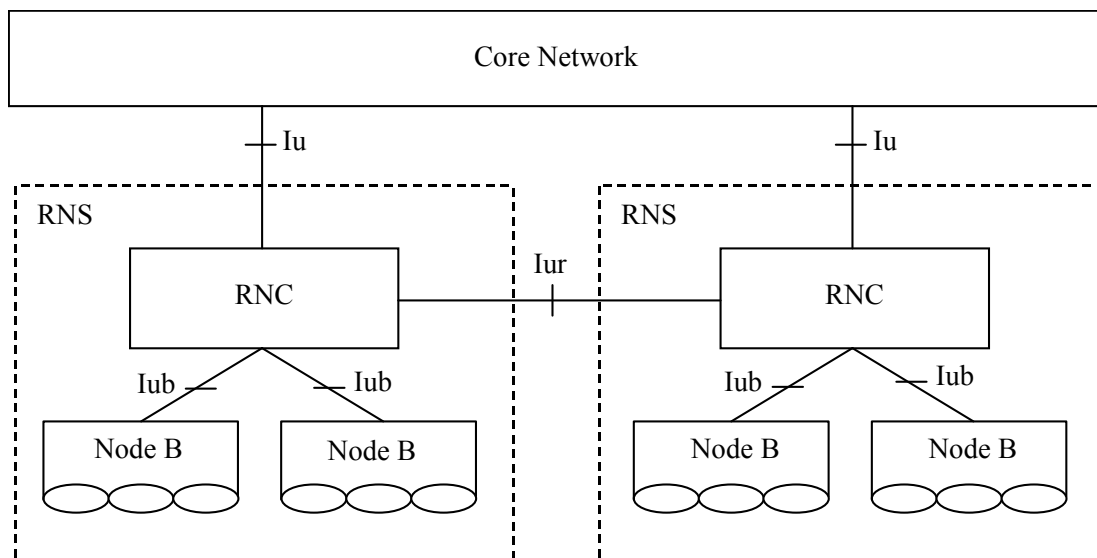 Core Network
Iu
Iu
RNS
RNS
Iur
RNC
RNC
Iub
Iub
Iub
Iub
Node B
Node B
Node B
Node B